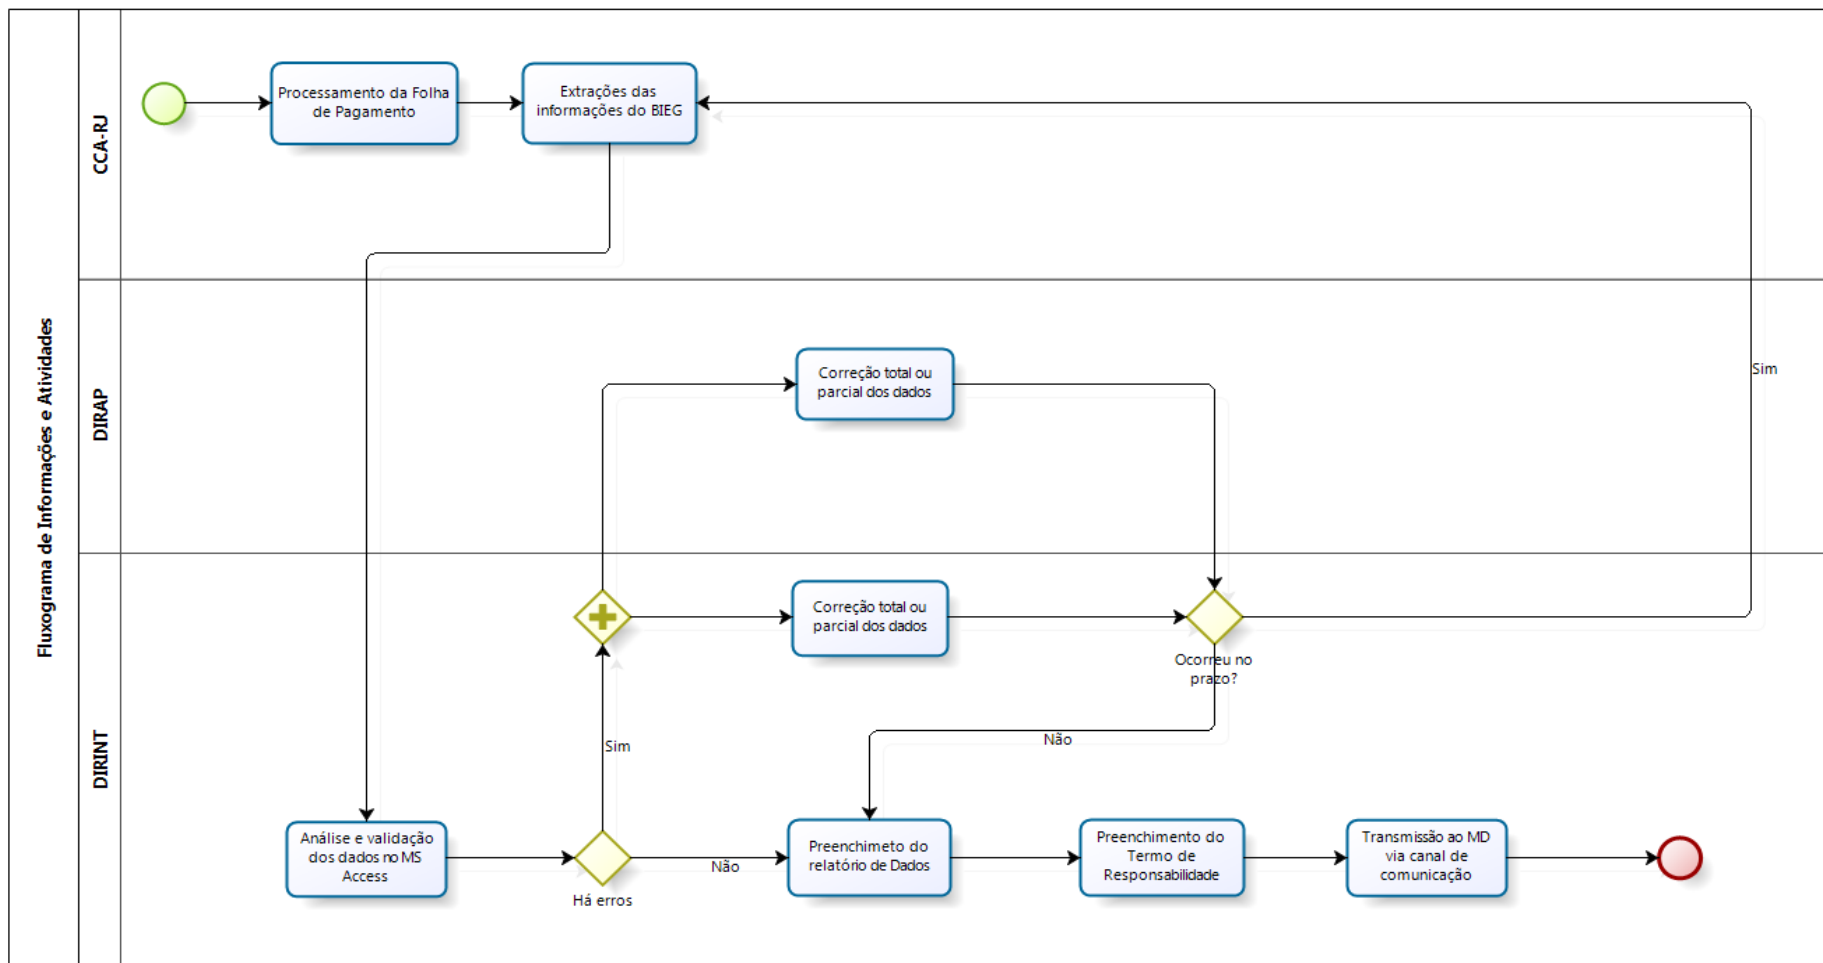 Fluxograma de Informações e Atividades
CCA-RJ
Processamento da Folha
de Pagamento
Extrações das
informações do BIEG
DIRAP
Correção total ou
parcial dos dados
Sim
DIRINT
Correção total ou
parcial dos dados
Ocorreu no
prazo?
Sim
Não
Análise e validação
dos dados no MS
Access
Há erros
Não
Preenchimeto do
relatório de Dados
Preenchimento do
Termo de
Responsabilidade
Transmissão ao MD
via canal de
comunicação